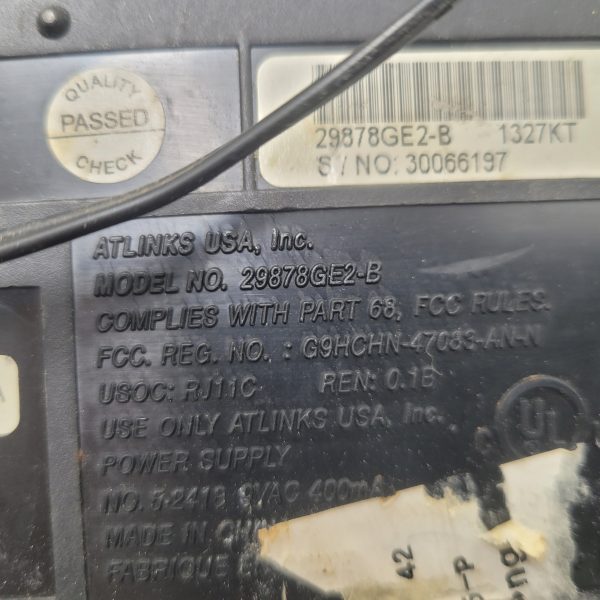 QUALITY
PASSED
CHECK
29878GE2-B 1327KT
S / NO: 30066197
ATLINKS USA, Inc.
MODEL NO. 29878GE2-B
COMPLIES WITH PART 68, FCC RULES.
FCC. REG. NO. : G9HCHN-47083-AN-N
USOC: RJ11C REN: 0.1B
USE ONLY ATLINKS USA, Inc.
POWER SUPPLY
NO. 5-2418 9VAC 400mA
MADE IN
FABRIQUE
C UL
A
42